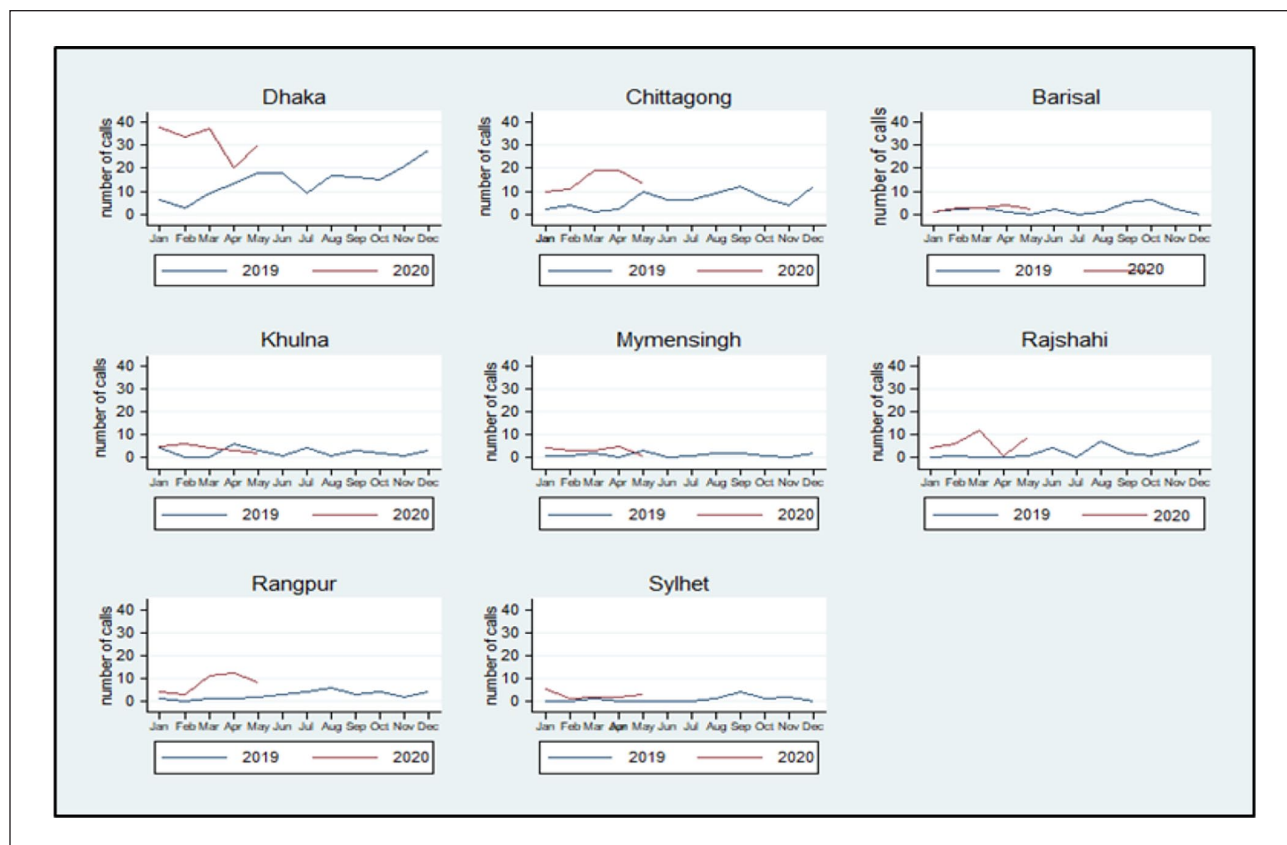 Dhaka
number of calls
40
30
20
10
0
Jan Feb Mar Apr May Jun Jul Aug Sep Oct Nov Dec
2019 2020
Chittagong
number of calls
40
30
20
10
0
Jan Feb Mar Apr May Jun Jul Aug Sep Oct Nov Dec
2019 2020
Barisal
number of calls
40
30
20
10
0
Jan Feb Mar Apr May Jun Jul Aug Sep Oct Nov Dec
2019 2020
Khulna
number of calls
40
30
20
10
0
Jan Feb Mar Apr May Jun Jul Aug Sep Oct Nov Dec
2019 2020
Mymensingh
number of calls
40
30
20
10
0
Jan Feb Mar Apr May Jun Jul Aug Sep Oct Nov Dec
2019 2020
Rajshahi
number of calls
40
30
20
10
0
Jan Feb Mar Apr May Jun Jul Aug Sep Oct Nov Dec
2019 2020
Rangpur
number of calls
40
30
20
10
0
Jan Feb Mar Apr May Jun Jul Aug Sep Oct Nov Dec
2019 2020
Sylhet
number of calls
40
30
20
10
0
Jan Feb Mar Apr May Jun Jul Aug Sep Oct Nov Dec
2019 2020